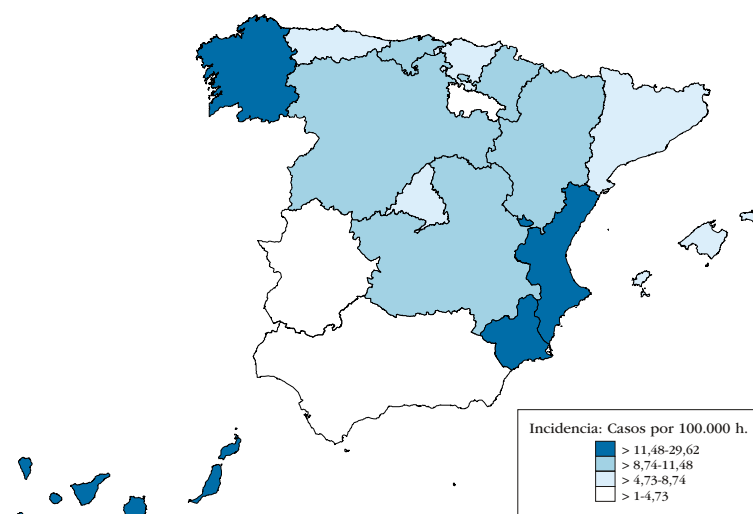 Incidencia: Casos por 100.000 h.
> 11,48-29,62
> 8,74-11,48
> 4,73-8,74
> 1-4,73